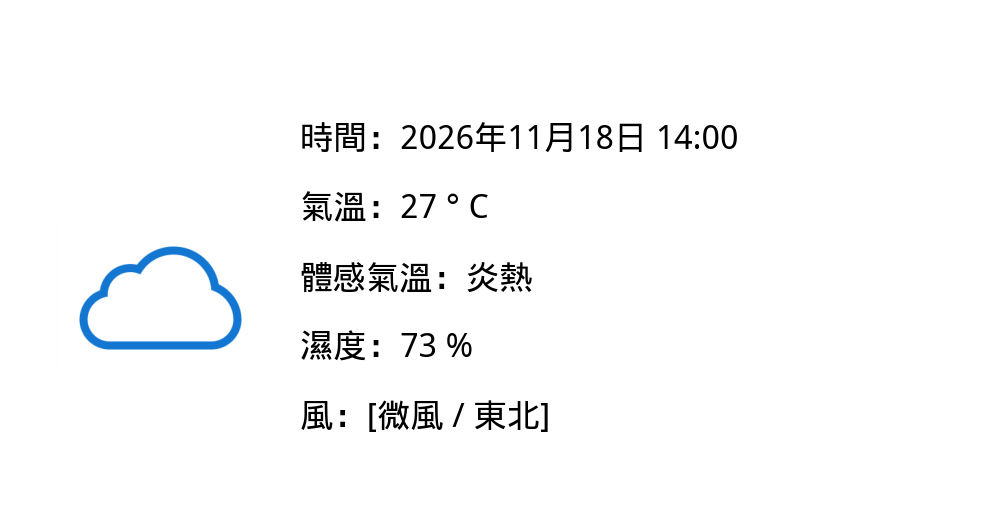 時間：2026年11月18日 14:00
氣溫：27 ° C
體感氣溫：炎熱
濕度：73 %
風：[微風 / 東北]